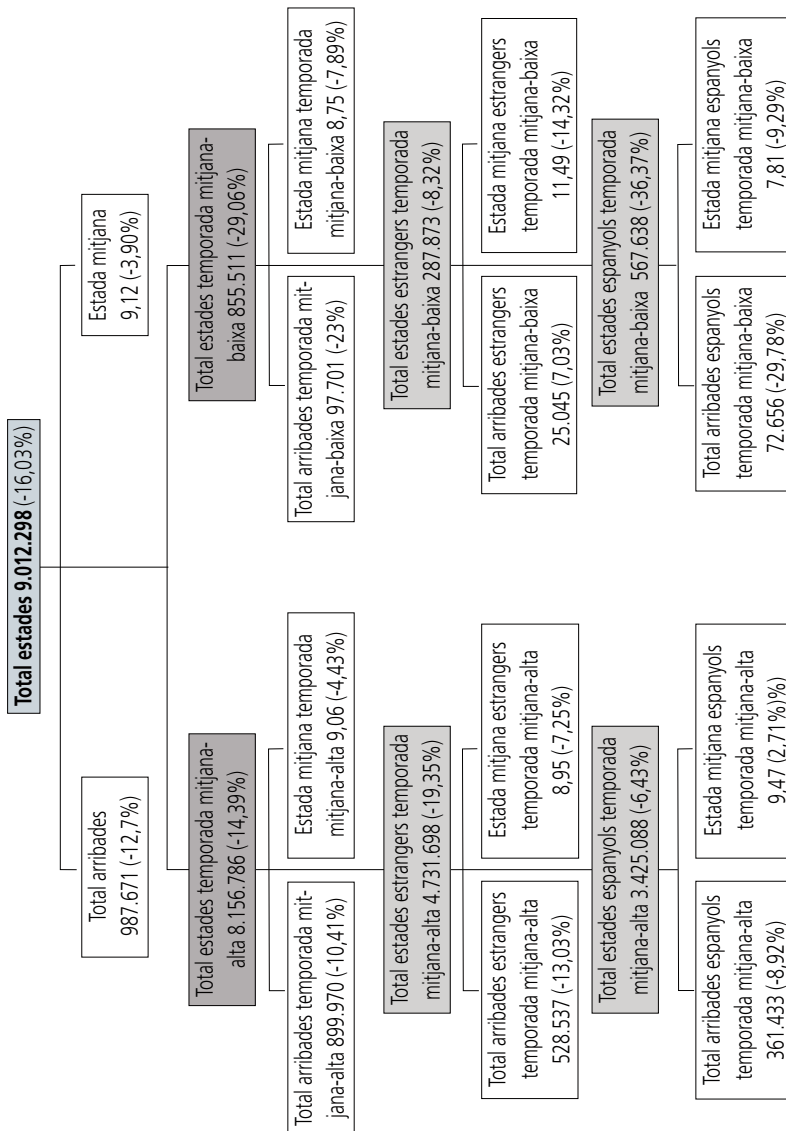 Total estades 9.012.298 (-16,03%)
Total arribades
987.671 (-12,7%)
Estada mitjana
9,12 (-3,90%)
Total estades temporada mitjana-
alta 8.156.786 (-14,39%)
Total arribades temporada mit-
jana-alta 899.970 (-10,41%)
Estada mitjana temporada
mitjana-alta 9,06 (-4,43%)
Total estades estrangers temporada
mitjana-alta 4.731.698 (-19,35%)
Total arribades estrangers
temporada mitjana-alta
528.537 (-13,03%)
Estada mitjana estrangers
temporada mitjana-alta
8,95 (-7,25%)
Total estades espanyols temporada
mitjana-alta 3.425.088 (-6,43%)
Total arribades espanyols
temporada mitjana-alta
361.433 (-8,92%)
Estada mitjana espanyols
temporada mitjana-alta
9,47 (2,71%)%)
Total estades temporada mitjana-
baixa 855.511 (-29,06%)
Total arribades temporada mit-
jana-baixa 97.701 (-23%)
Estada mitjana temporada
mitjana-baixa 8,75 (-7,89%)
Total estades estrangers temporada
mitjana-baixa 287.873 (-8,32%)
Total arribades estrangers
temporada mitjana-baixa
25.045 (7,03%)
Estada mitjana estrangers
temporada mitjana-baixa
11,49 (-14,32%)
Total estades espanyols temporada
mitjana-baixa 567.638 (-36,37%)
Total arribades espanyols
temporada mitjana-baixa
72.656 (-29,78%)
Estada mitjana espanyols
temporada mitjana-baixa
7,81 (-9,29%)